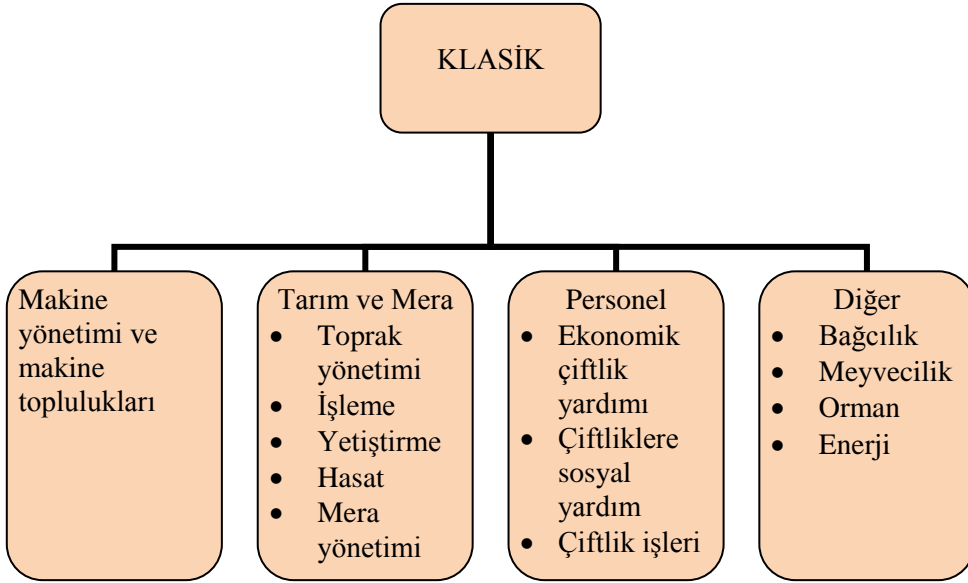 KLASİK
Makine
yönetimi ve
makine
toplulukları
Tarım ve Mera
• Toprak
yönetimi
• İşleme
• Yetiştirme
• Hasat
• Mera
yönetimi
Personel
• Ekonomik
çiftlik
yardımı
• Çiftliklere
sosyal
yardım
• Çiftlik işleri
Diğer
• Bağcılık
• Meyvecilik
• Orman
• Enerji